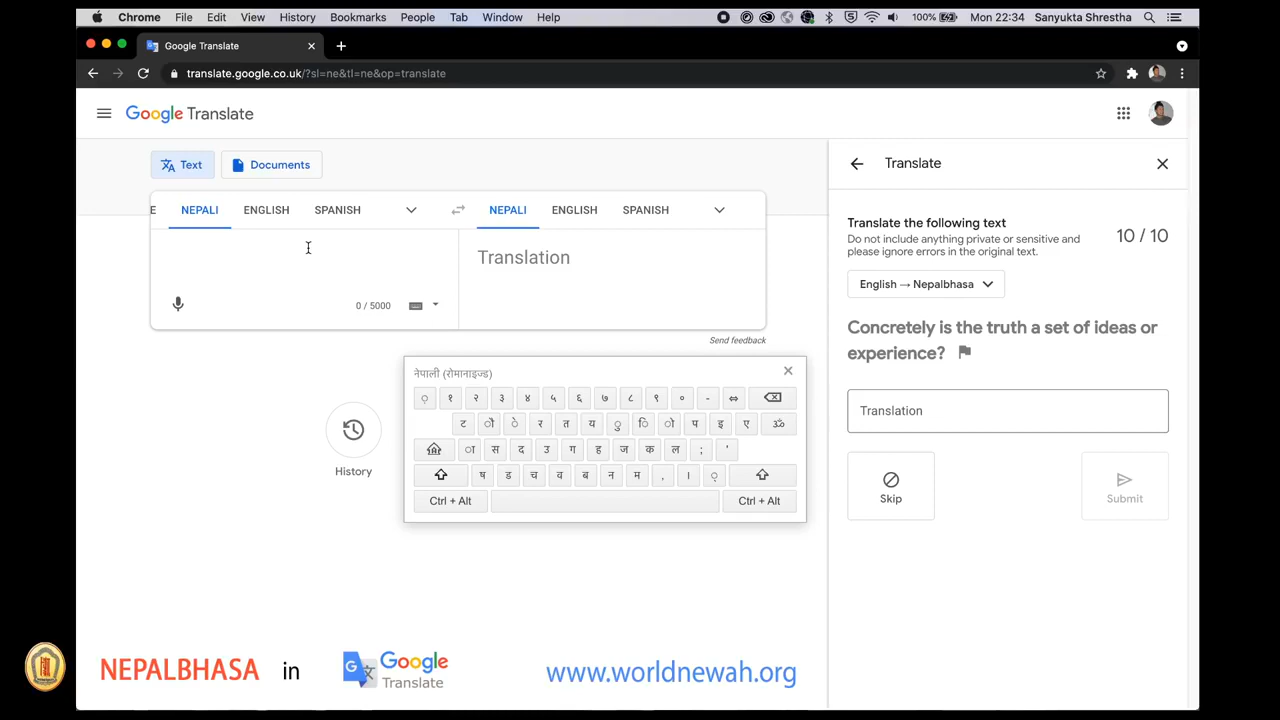 Chrome File Edit View History Bookmarks People Tab Window Help 100% Mon 22:34 Sanyukta Shrestha
Google Translate
translate.google.co.uk/?sl=ne&tl=ne&op=translate
Google Translate
Text Documents
E NEPALI ENGLISH SPANISH NEPALI ENGLISH SPANISH
Translation
0 / 5000
Send feedback
नेपाली (रोमानाइज्ड)
़ १ २ ३ ४ ५ ६ ७ ८ ९ ० - ⇔
ट ौ े र त य ु ि ो प इ ए ॐ
ा स द उ ग ह ज क ल ; '
ष ड च व ब न म , । ़
Ctrl + Alt Ctrl + Alt
History
Translate
Translate the following text
Do not include anything private or sensitive and
please ignore errors in the original text.
10 / 10
English → Nepalbhasa
Concretely is the truth a set of ideas or
experience?
Translation
Skip Submit
NEPALBHASA in Google Translate www.worldnewah.org